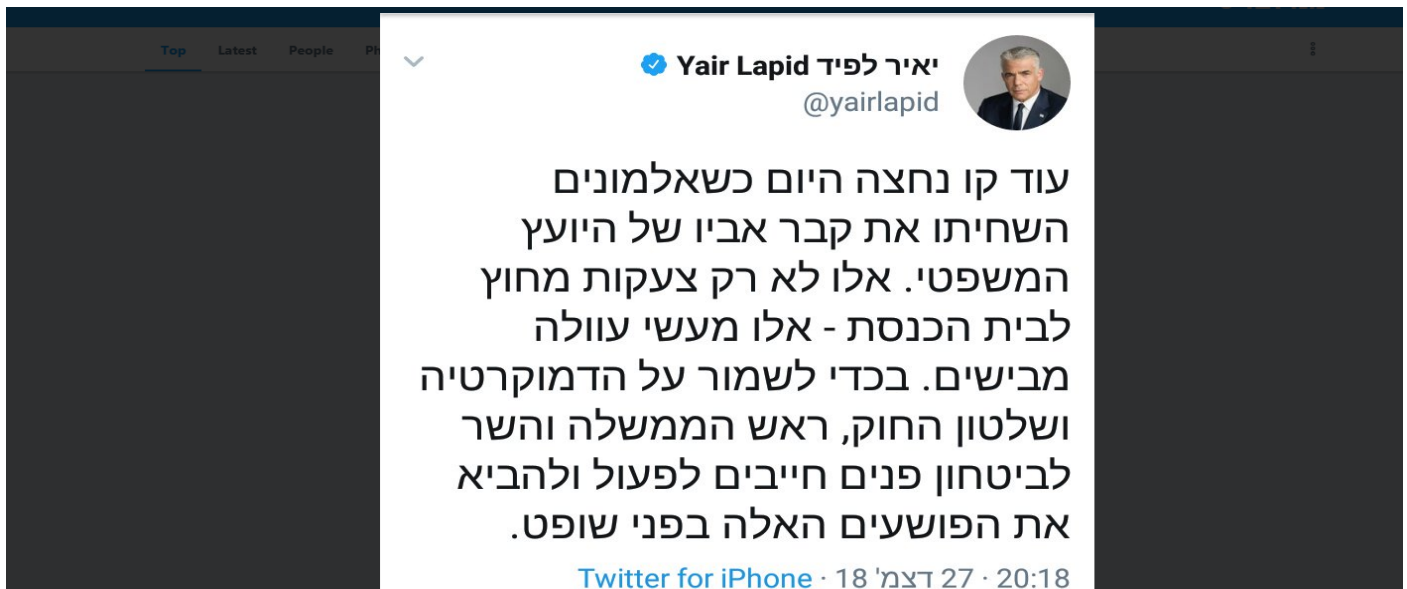 Top Latest People
יאיר לפיד Yair Lapid
@yairlapid
עוד קו נחצה היום כשאלמונים
השחיתו את קבר אביו של היועץ
המשפטי. אלו לא רק צעקות מחוץ
לבית הכנסת - אלו מעשי עוולה
מבישים. בכדי לשמור על הדמוקרטיה
ושלטון החוק, ראש הממשלה והשר
לביטחון פנים חייבים לפעול ולהביא
את הפושעים האלה בפני שופט.
20:18 · 27 דצמ' 18 · Twitter for iPhone